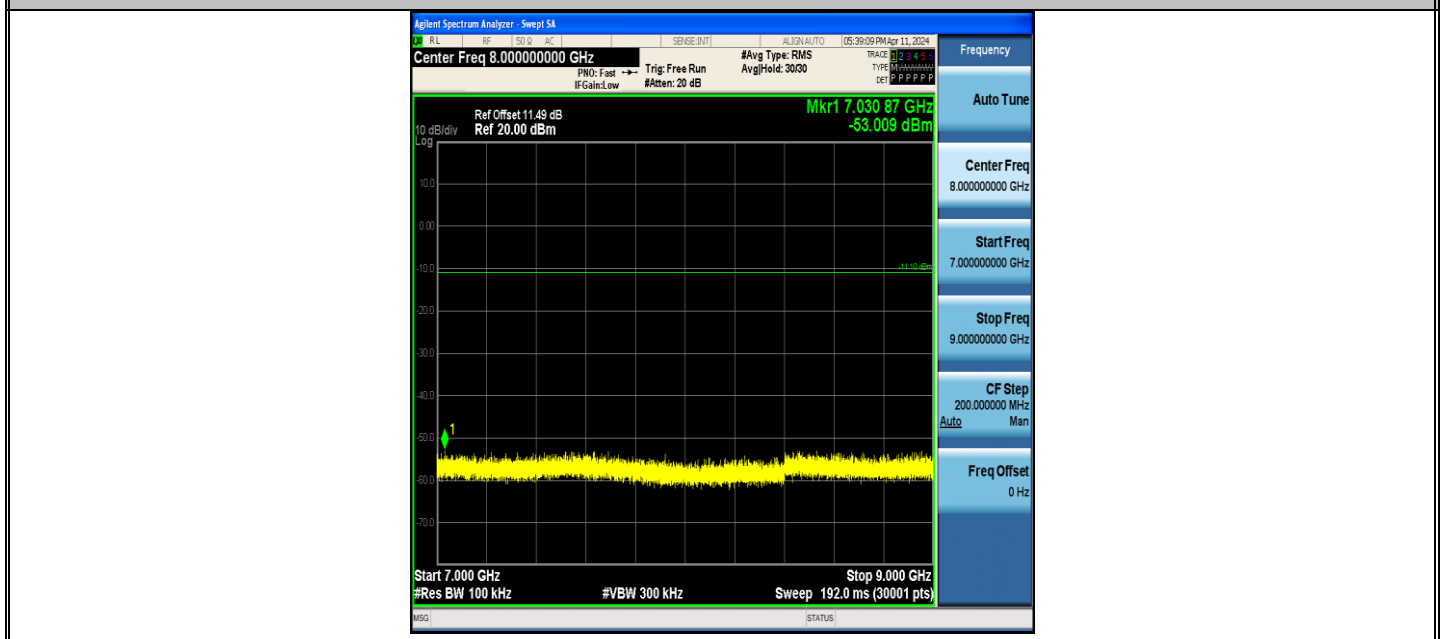 Agilent Spectrum Analyzer - Swept SA
RL RF 50 Ω AC SENSE:INT ALIGN AUTO 05:39:09 PM Apr 11, 2024
Center Freq 8.000000000 GHz
PNO: Fast
IFGain:Low
Trig: Free Run
#Atten: 20 dB
#Avg Type: RMS
Avg|Hold: 30/30
TRACE 1 2 3 4 5 6
TYPE
DET P P P P P P
Frequency
Auto Tune
Center Freq
8.000000000 GHz
Start Freq
7.000000000 GHz
Stop Freq
9.000000000 GHz
CF Step
200.000000 MHz
Auto Man
Freq Offset
0 Hz
Mkr1 7.030 87 GHz
-53.009 dBm
Ref Offset 11.49 dB
10 dB/div Ref 20.00 dBm
Log
10.0
0.00
-10.0
-11.10 dBm
-20.0
-30.0
-40.0
1
-50.0
-60.0
-70.0
Start 7.000 GHz Stop 9.000 GHz
#Res BW 100 kHz #VBW 300 kHz Sweep 192.0 ms (30001 pts)
MSG STATUS